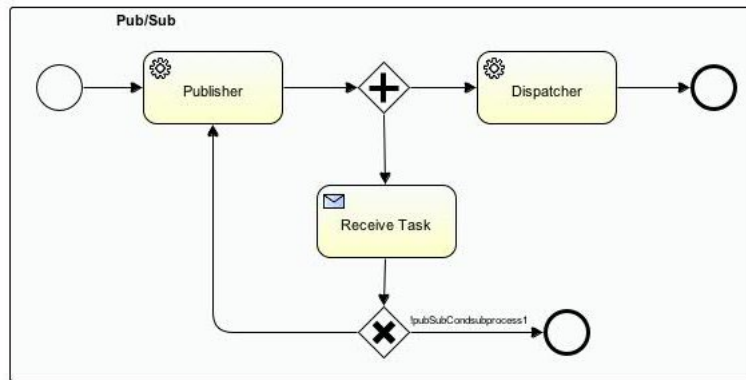 Pub/Sub
Publisher
Dispatcher
Receive Task
!pubSubCondsubprocess1